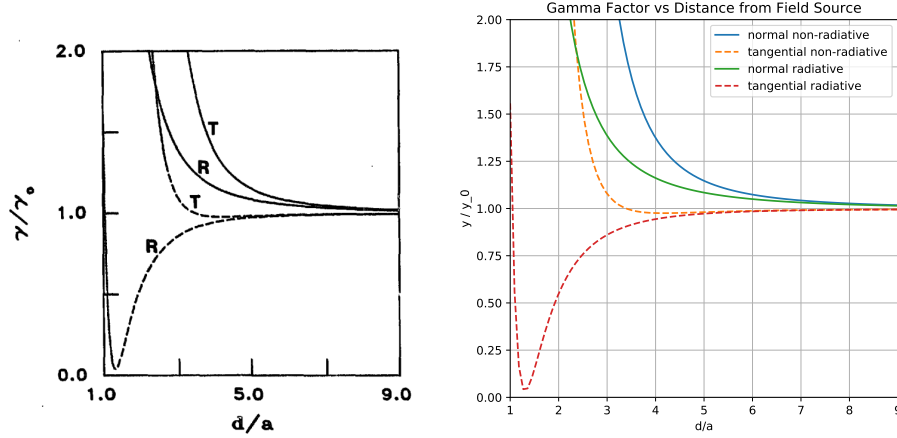 2.0
1.0
0.0
γ/γ₀
T
R
T
R
1.0
5.0
9.0
d/a
Gamma Factor vs Distance from Field Source
normal non-radiative
tangential non-radiative
normal radiative
tangential radiative
2.00
1.75
1.50
1.25
1.00
0.75
0.50
0.25
0.00
y / y_0
1 2 3 4 5 6 7 8 9
d/a